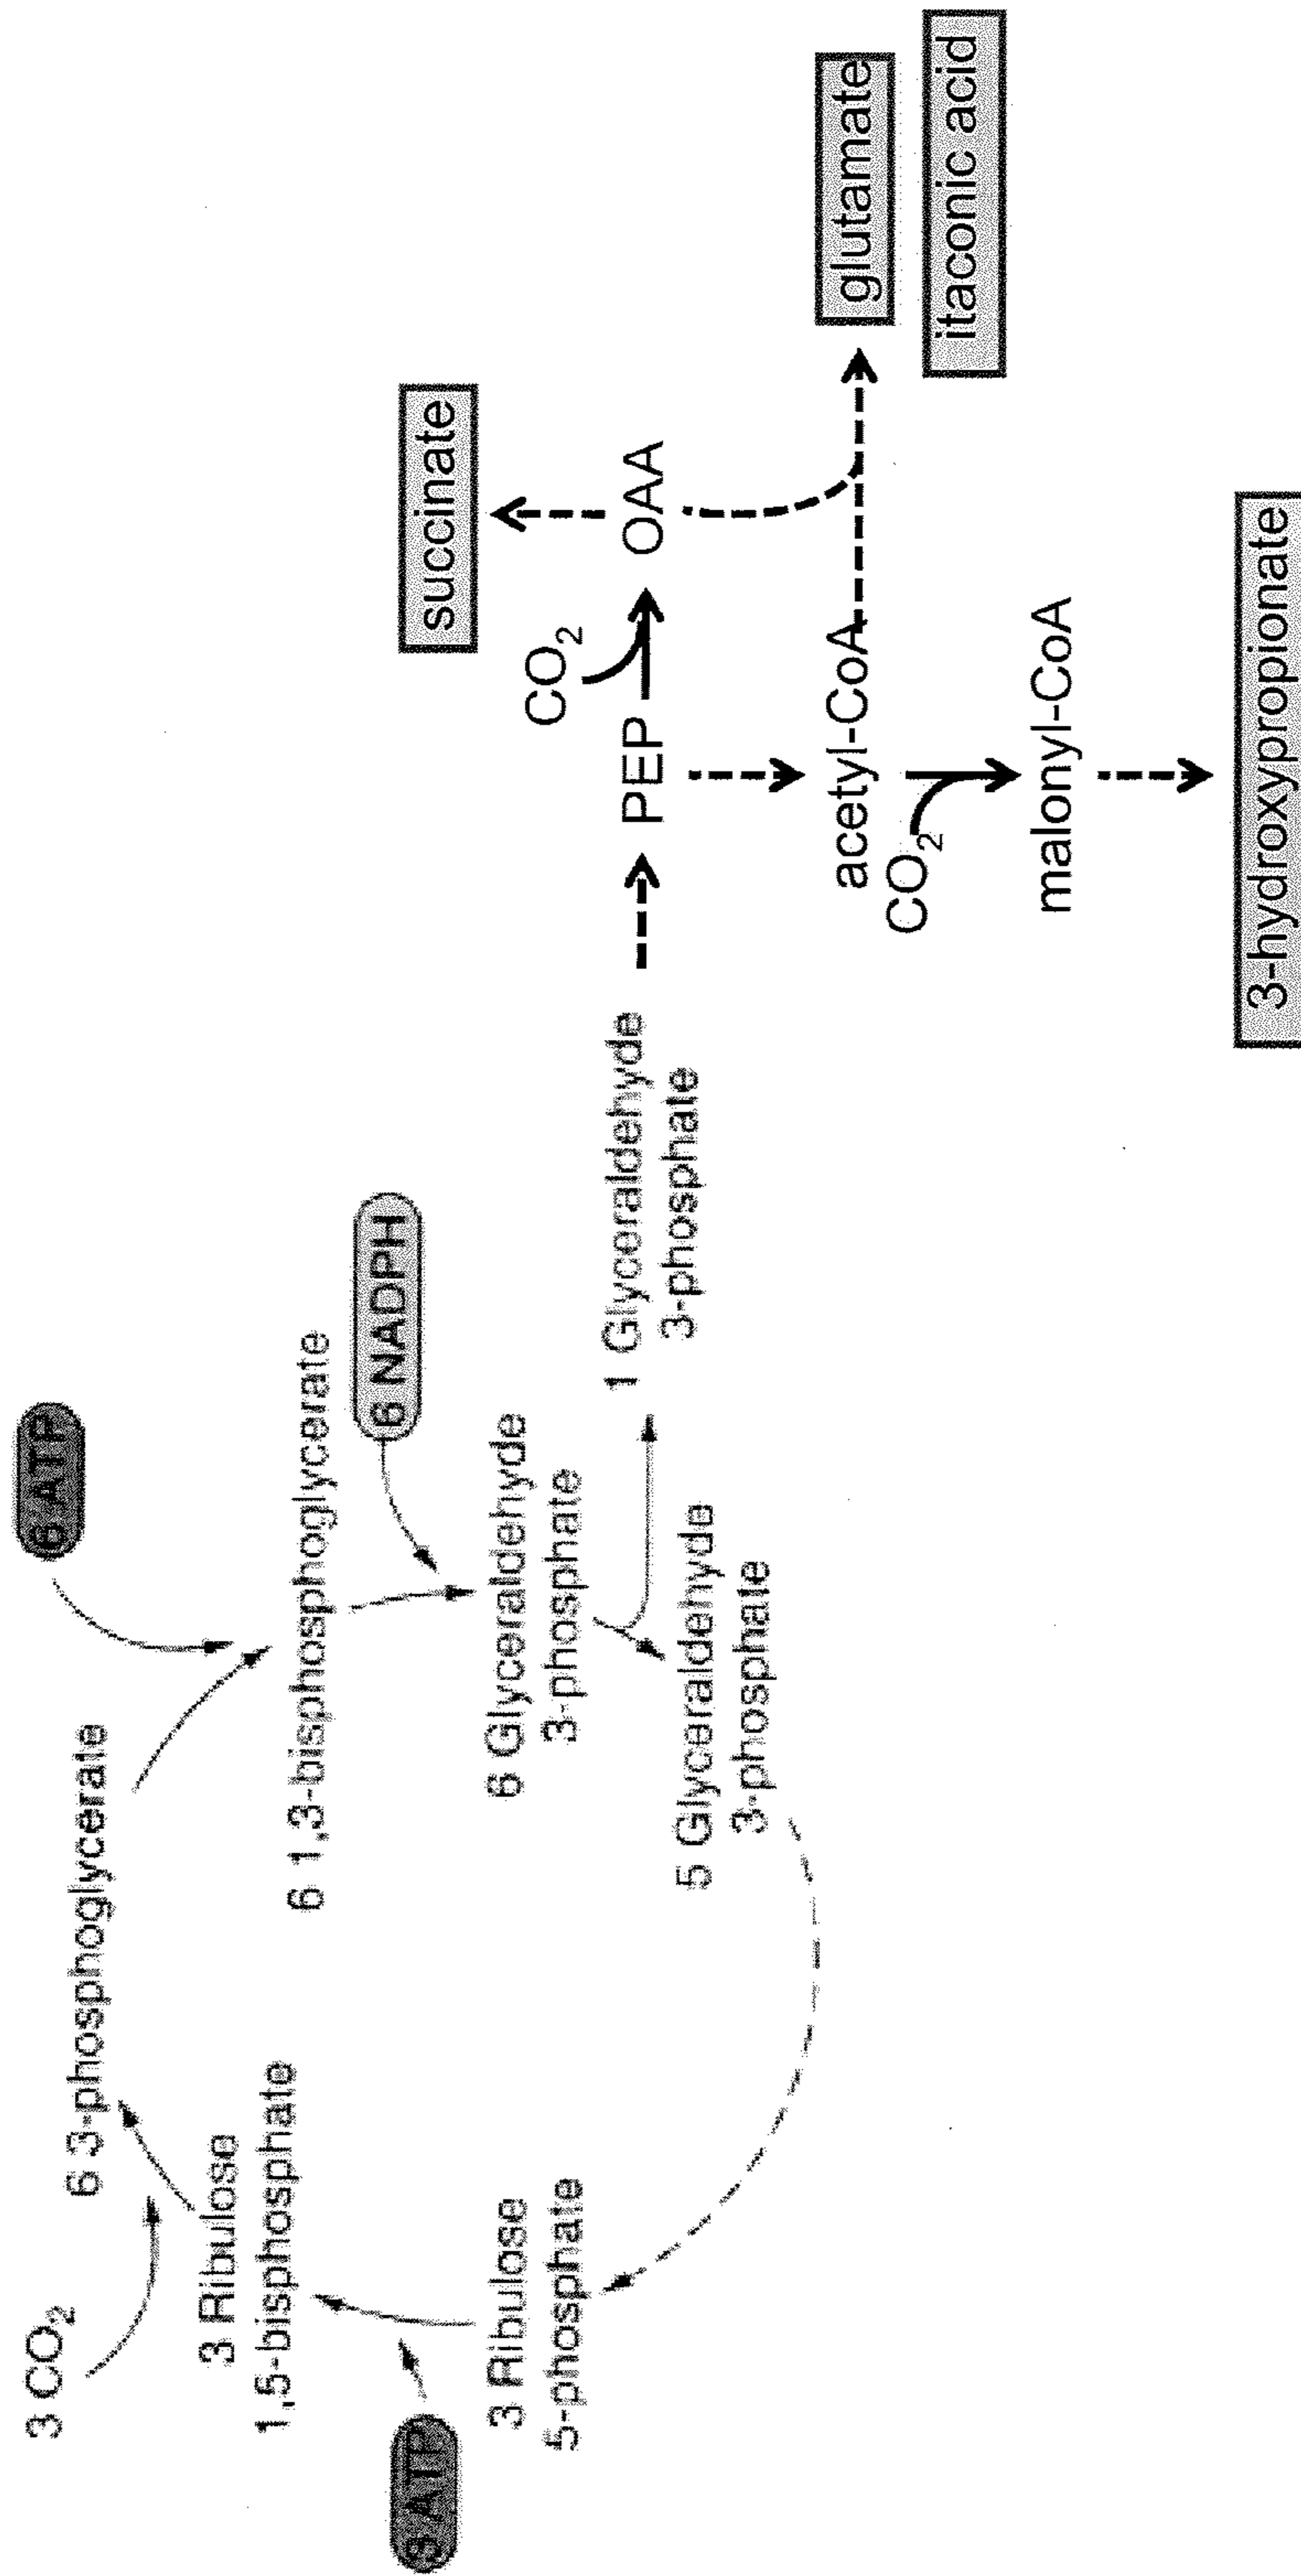 3 CO2
6 3-phosphoglycerate
6 ATP
3 Ribulose
1,5-bisphosphate
6 1,3-bisphosphoglycerate
3 ATP
6 NADPH
3 Ribulose
5-phosphate
6 Glyceraldehyde
3-phosphate
5 Glyceraldehyde
3-phosphate
1 Glyceraldehyde
3-phosphate
succinate
CO2
PEP
OAA
acetyl-CoA
glutamate
CO2
itaconic acid
malonyl-CoA
3-hydroxypropionate